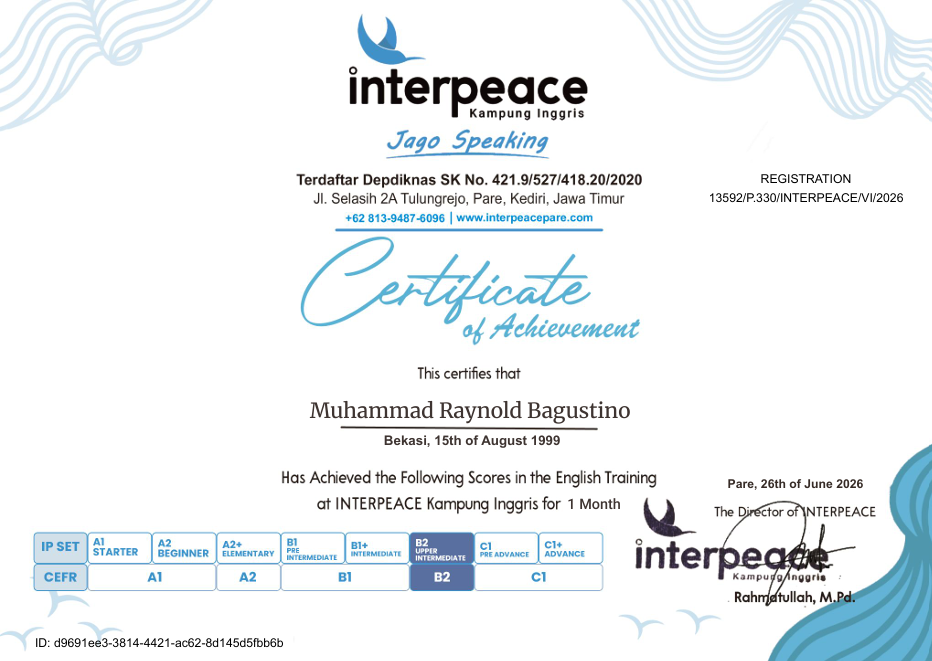 interpeace
Kampung Inggris
Jago Speaking
Terdaftar Depdiknas SK No. 421.9/527/418.20/2020
Jl. Selasih 2A Tulungrejo, Pare, Kediri, Jawa Timur
+62 813-9487-6096 | www.interpeacepare.com
REGISTRATION
13592/P.330/INTERPEACE/VI/2026
Certificate
of Achievement
This certifies that
Muhammad Raynold Bagustino
Bekasi, 15th of August 1999
Has Achieved the Following Scores in the English Training
at INTERPEACE Kampung Inggris for 1 Month
Pare, 26th of June 2026
The Director of INTERPEACE
interpeace
Kampung Inggris
Rahmatullah, M.Pd.
IP SET
A1 STARTER
A2 BEGINNER
A2+ ELEMENTARY
B1 PRE INTERMEDIATE
B1+ INTERMEDIATE
B2 UPPER INTERMEDIATE
C1 PRE ADVANCE
C1+ ADVANCE
CEFR
A1
A2
B1
B2
C1
ID: d9691ee3-3814-4421-ac62-8d145d5fbb6b